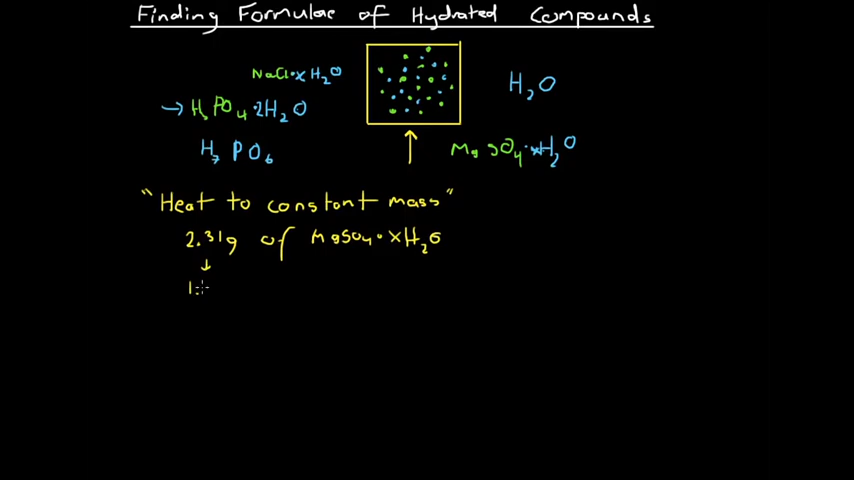 Finding Formulae of Hydrated Compounds
NaCl•xH₂O
H₂O
→ H₃PO₄•2H₂O
H₇PO₆
MgSO₄•xH₂O
"Heat to constant mass"
2.31g of MgSO₄•xH₂O
↓
1.